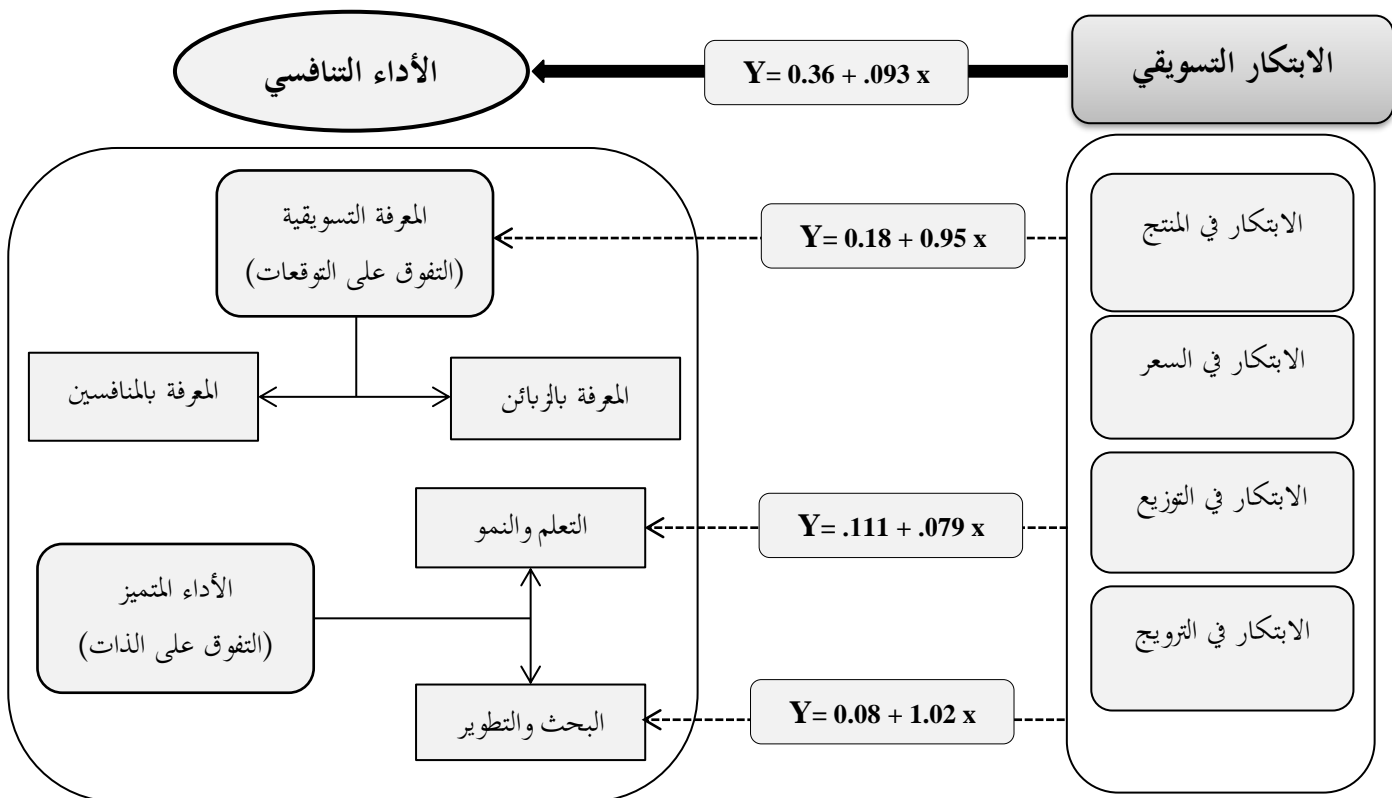 الابتكار التسويقي
Y= 0.36 + .093 x
الأداء التنافسي
الابتكار في المنتج
الابتكار في السعر
الابتكار في التوزيع
الابتكار في الترويج
Y= 0.18 + 0.95 x
Y= .111 + .079 x
Y= 0.08 + 1.02 x
المعرفة التسويقية
(التفوق على التوقعات)
المعرفة بالزبائن
المعرفة بالمنافسين
التعلم والنمو
الأداء المتميز
(التفوق على الذات)
البحث والتطوير